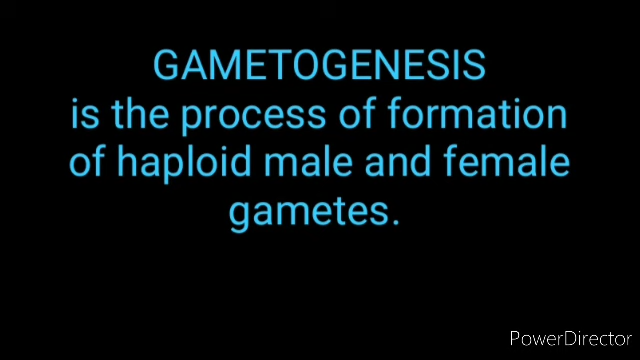 GAMETOGENESIS
is the process of formation
of haploid male and female
gametes.
PowerDirector